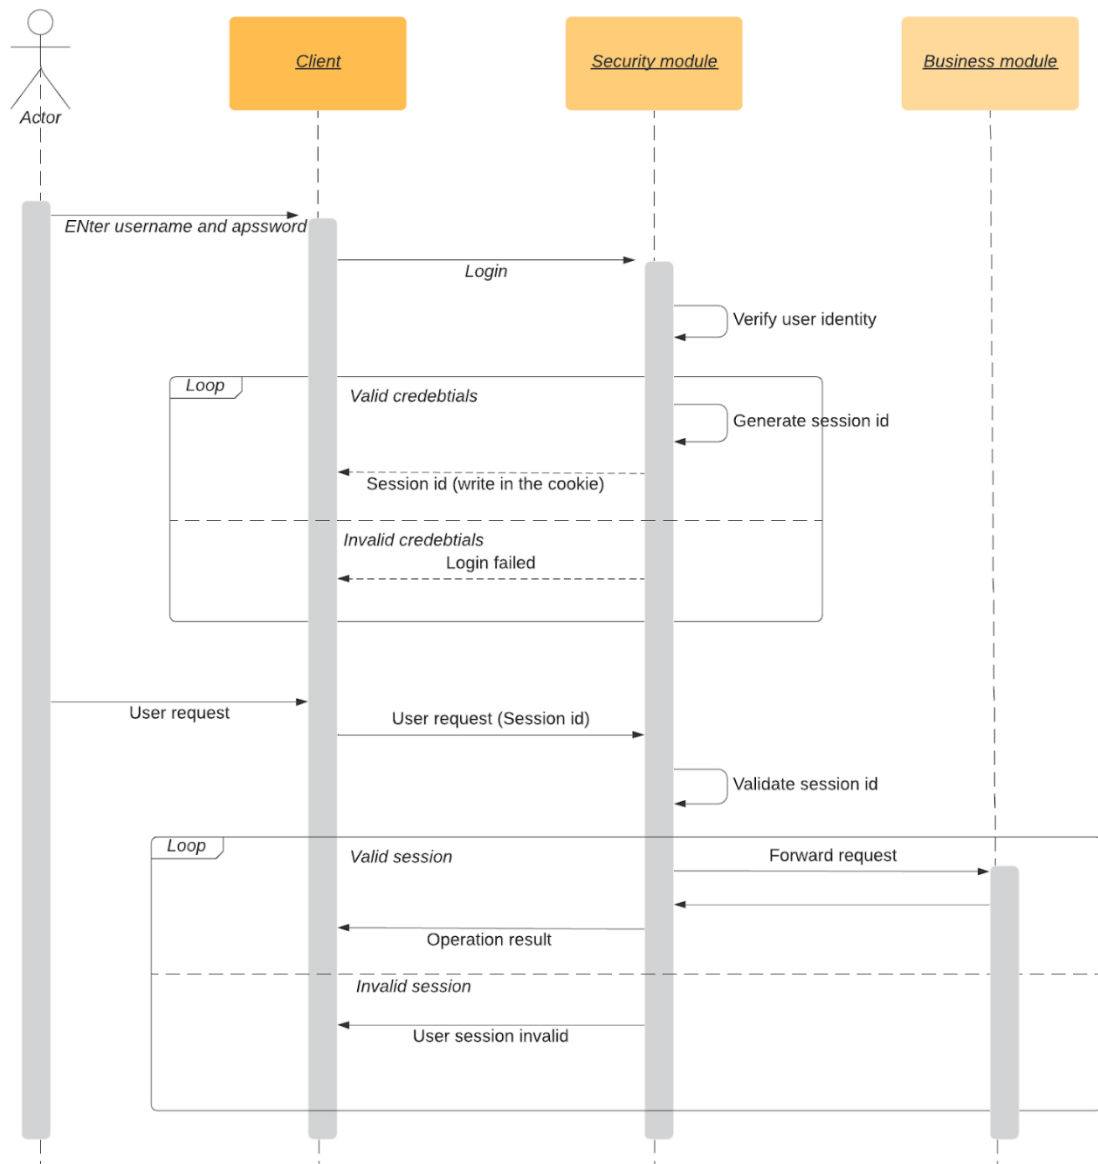 Actor
Client
Security module
Business module
ENter username and apssword
Login
Verify user identity
Loop
Valid credebtials
Generate session id
Session id (write in the cookie)
Invalid credebtials
Login failed
User request
User request (Session id)
Validate session id
Loop
Valid session
Forward request
Operation result
Invalid session
User session invalid